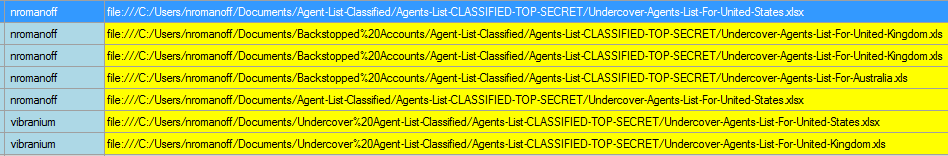 nromanoff file:///C:/Users/nromanoff/Documents/Agent-List-Classified/Agents-List-CLASSIFIED-TOP-SECRET/Undercover-Agents-List-For-United-States.xlsx
nromanoff file:///C:/Users/nromanoff/Documents/Backstopped%20Accounts/Agent-List-Classified/Agents-List-CLASSIFIED-TOP-SECRET/Undercover-Agents-List-For-United-Kingdom.xls
nromanoff file:///C:/Users/nromanoff/Documents/Backstopped%20Accounts/Agent-List-Classified/Agents-List-CLASSIFIED-TOP-SECRET/Undercover-Agents-List-For-United-Kingdom.xls
nromanoff file:///C:/Users/nromanoff/Documents/Backstopped%20Accounts/Agent-List-Classified/Agents-List-CLASSIFIED-TOP-SECRET/Undercover-Agents-List-For-Australia.xls
nromanoff file:///C:/Users/nromanoff/Documents/Agent-List-Classified/Agents-List-CLASSIFIED-TOP-SECRET/Undercover-Agents-List-For-United-States.xlsx
vibranium file:///C:/Users/nromanoff/Documents/Undercover%20Agent-List-Classified/Agents-List-CLASSIFIED-TOP-SECRET/Undercover-Agents-List-For-United-States.xlsx
vibranium file:///C:/Users/nromanoff/Documents/Undercover%20Agent-List-Classified/Agents-List-CLASSIFIED-TOP-SECRET/Undercover-Agents-List-For-United-Kingdom.xls